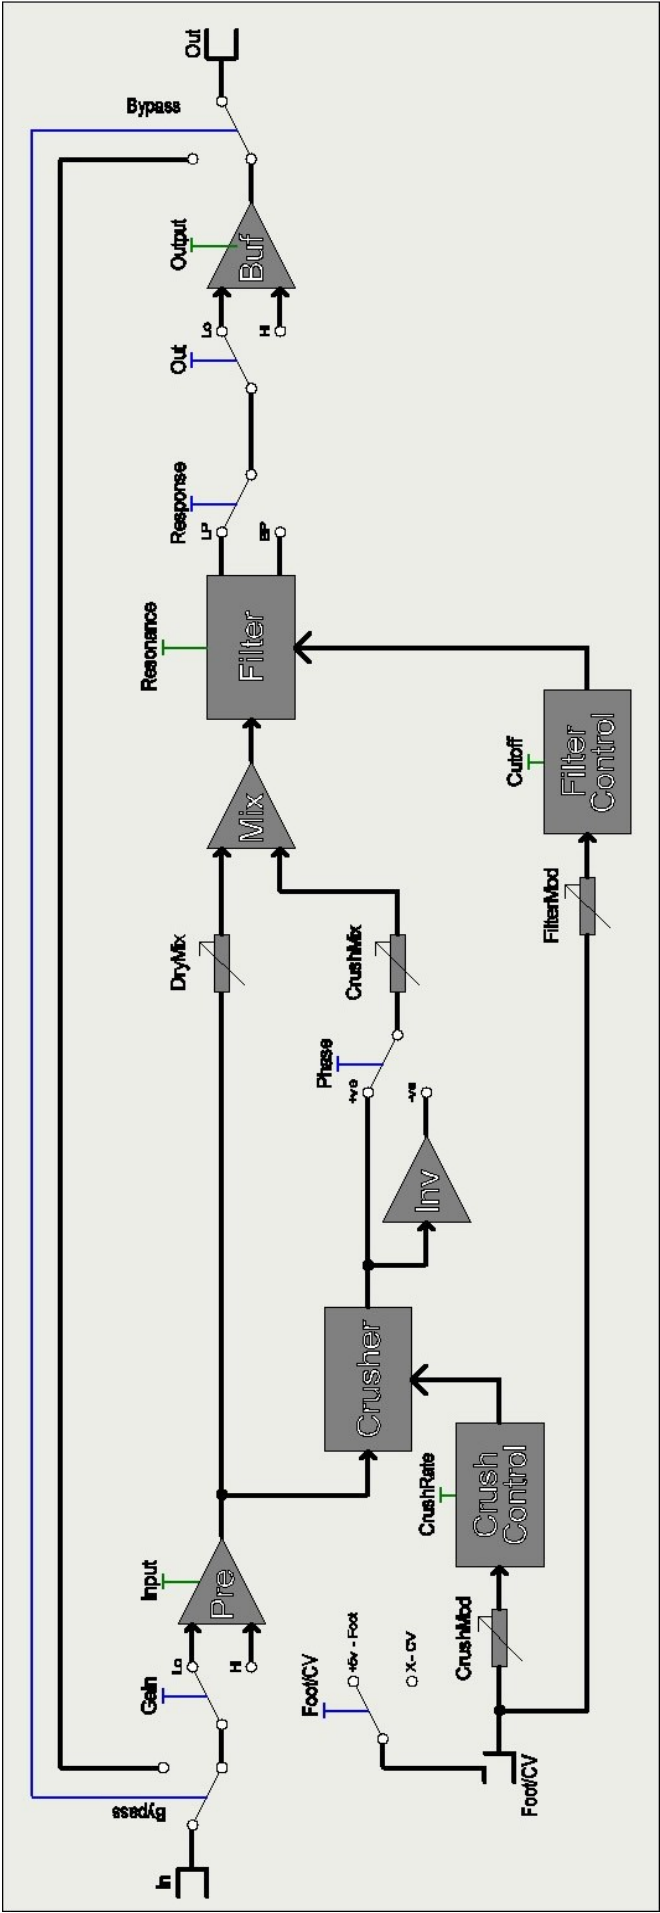 In
Bypass
Gain
Lo
Hi
Input
Pre
Foot/CV
+5v - Foot
X - CV
Foot/CV
CrushMod
CrushRate
Crush
Control
Crusher
Inv
Phase
+ve
-ve
DryMix
CrushMix
Mix
FilterMod
Cutoff
Filter
Control
Resonance
Filter
LP
BP
Response
Out
Lo
Hi
Output
Buf
Bypass
Out